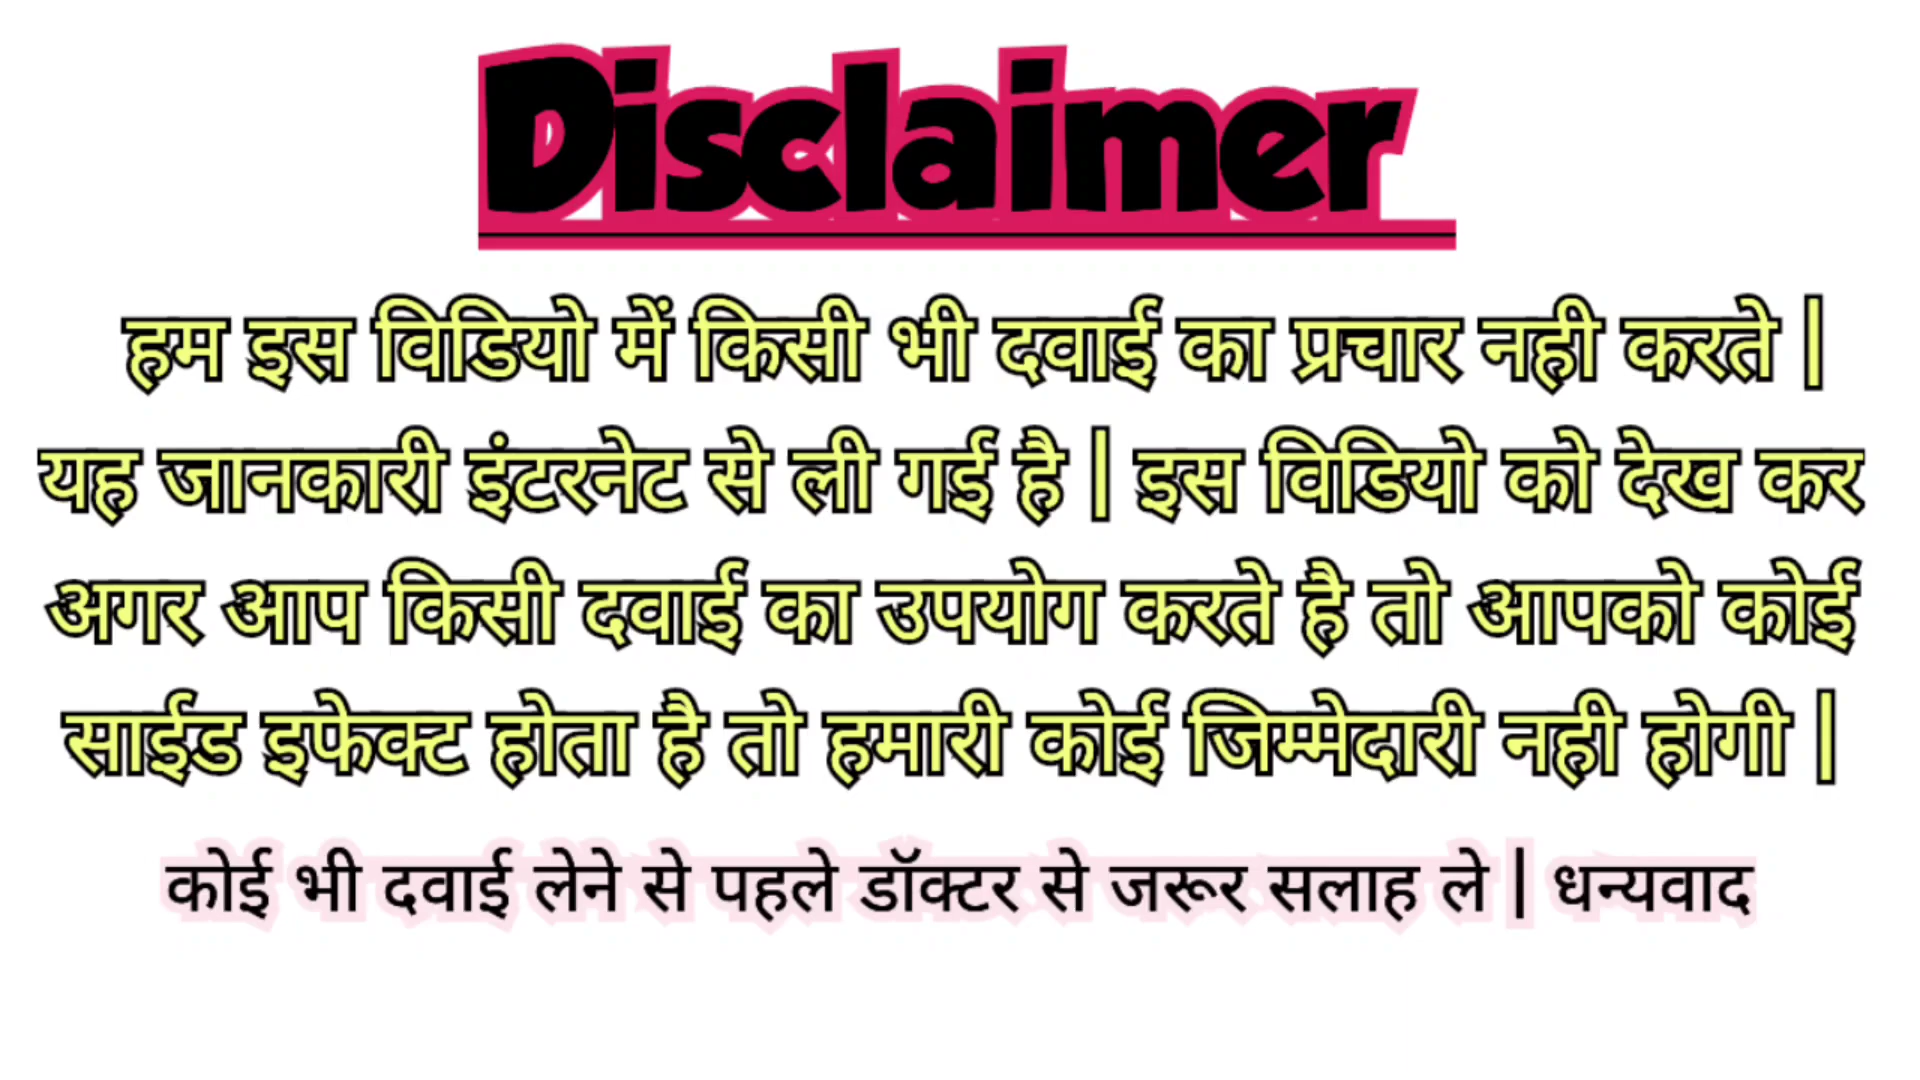 Disclaimer
हम इस विडियो में किसी भी दवाई का प्रचार नही करते |
यह जानकारी इंटरनेट से ली गई है | इस विडियो को देख कर
अगर आप किसी दवाई का उपयोग करते है तो आपको कोई
साईड इफेक्ट होता है तो हमारी कोई जिम्मेदारी नही होगी |
कोई भी दवाई लेने से पहले डॉक्टर से जरूर सलाह ले | धन्यवाद